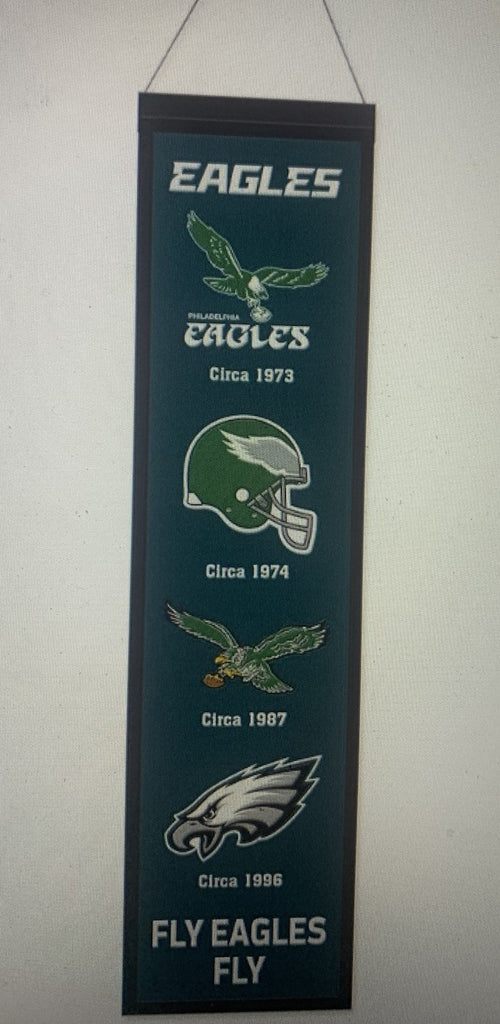 EAGLES
PHILADELPHIA
EAGLES
Circa 1973
Circa 1974
Circa 1987
Circa 1996
FLY EAGLES
FLY